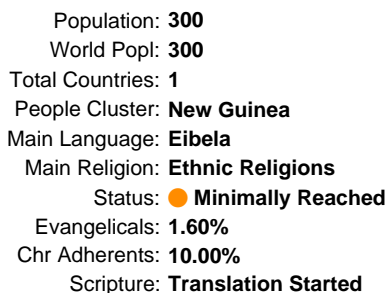 Population: 300
World Popl: 300
Total Countries: 1
People Cluster: New Guinea
Main Language: Eibela
Main Religion: Ethnic Religions
Status: Minimally Reached
Evangelicals: 1.60%
Chr Adherents: 10.00%
Scripture: Translation Started